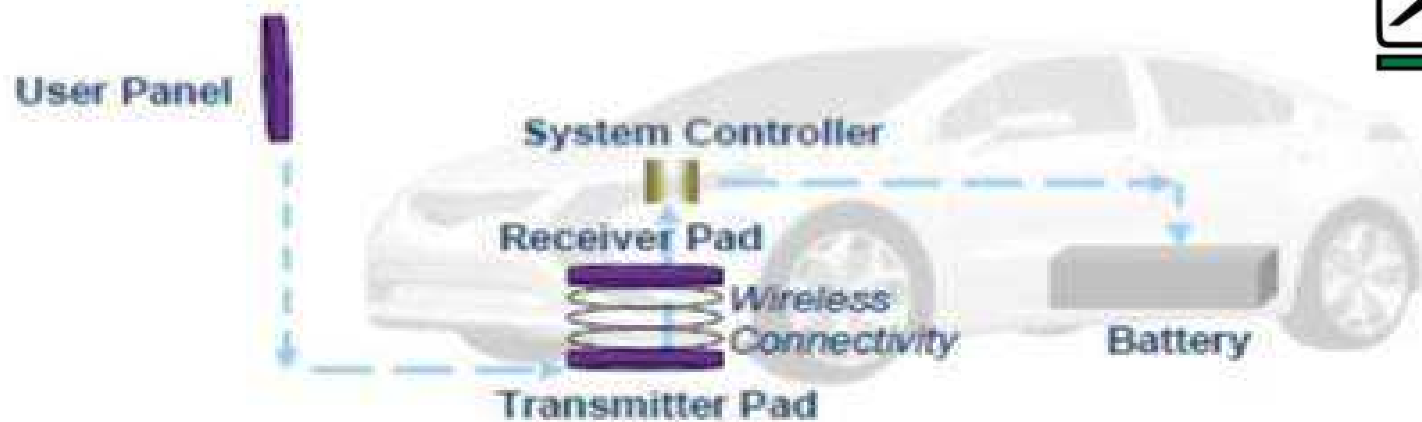 User Panel
System Controller
Receiver Pad
Wireless
Connectivity
Battery
Transmitter Pad